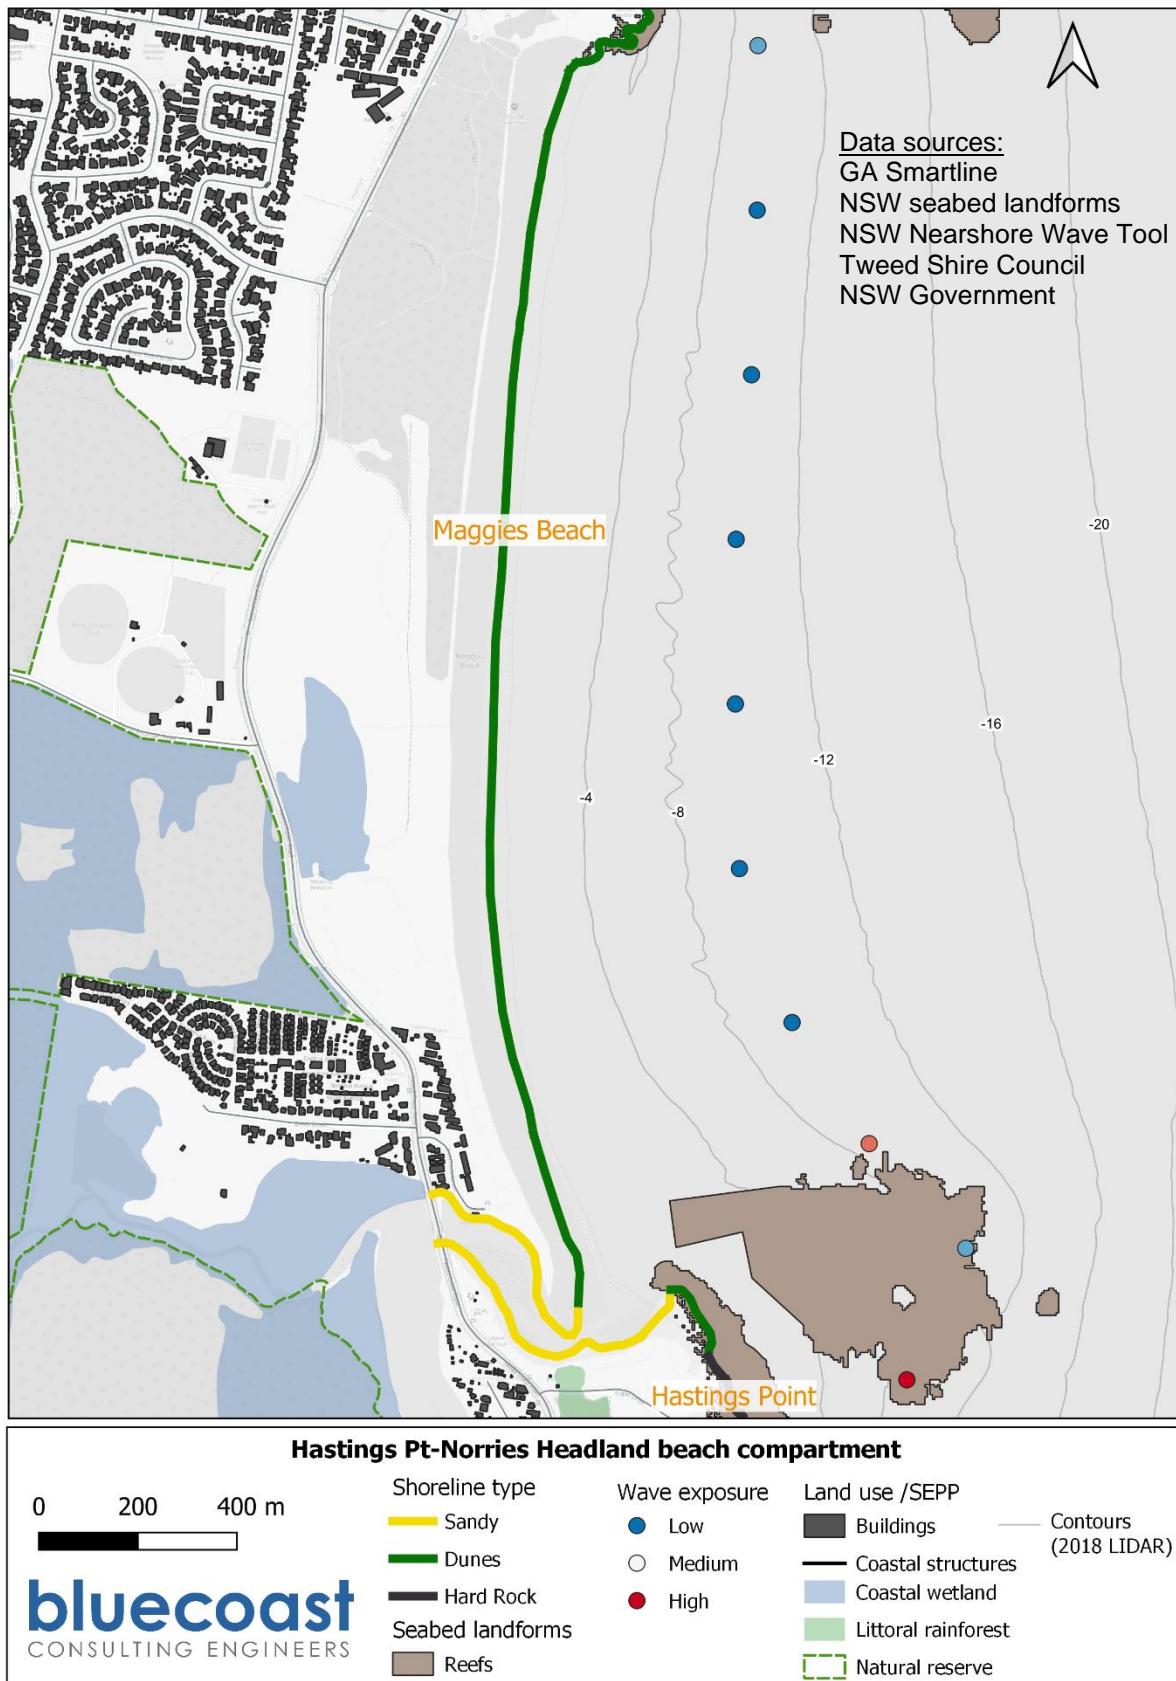 Data sources:
GA Smartline
NSW seabed landforms
NSW Nearshore Wave Tool
Tweed Shire Council
NSW Government
Maggies Beach
-20
Maggies
Beach
-16
-12
-4
-8
Hastings Point
Hastings Pt-Norries Headland beach compartment
0 200 400 m
bluecoast
CONSULTING ENGINEERS
Shoreline type
Sandy
Dunes
Hard Rock
Seabed landforms
Reefs
Wave exposure
Low
Medium
High
Land use /SEPP
Buildings
Coastal structures
Coastal wetland
Littoral rainforest
Natural reserve
Contours
(2018 LIDAR)